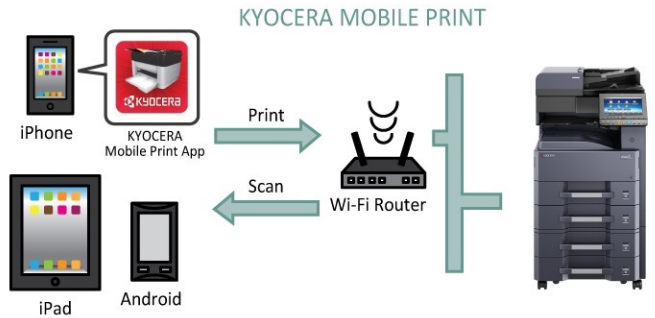 KYOCERA MOBILE PRINT
KYOCERA
iPhone
KYOCERA
Mobile Print App
Print
Scan
Wi-Fi Router
iPad
Android